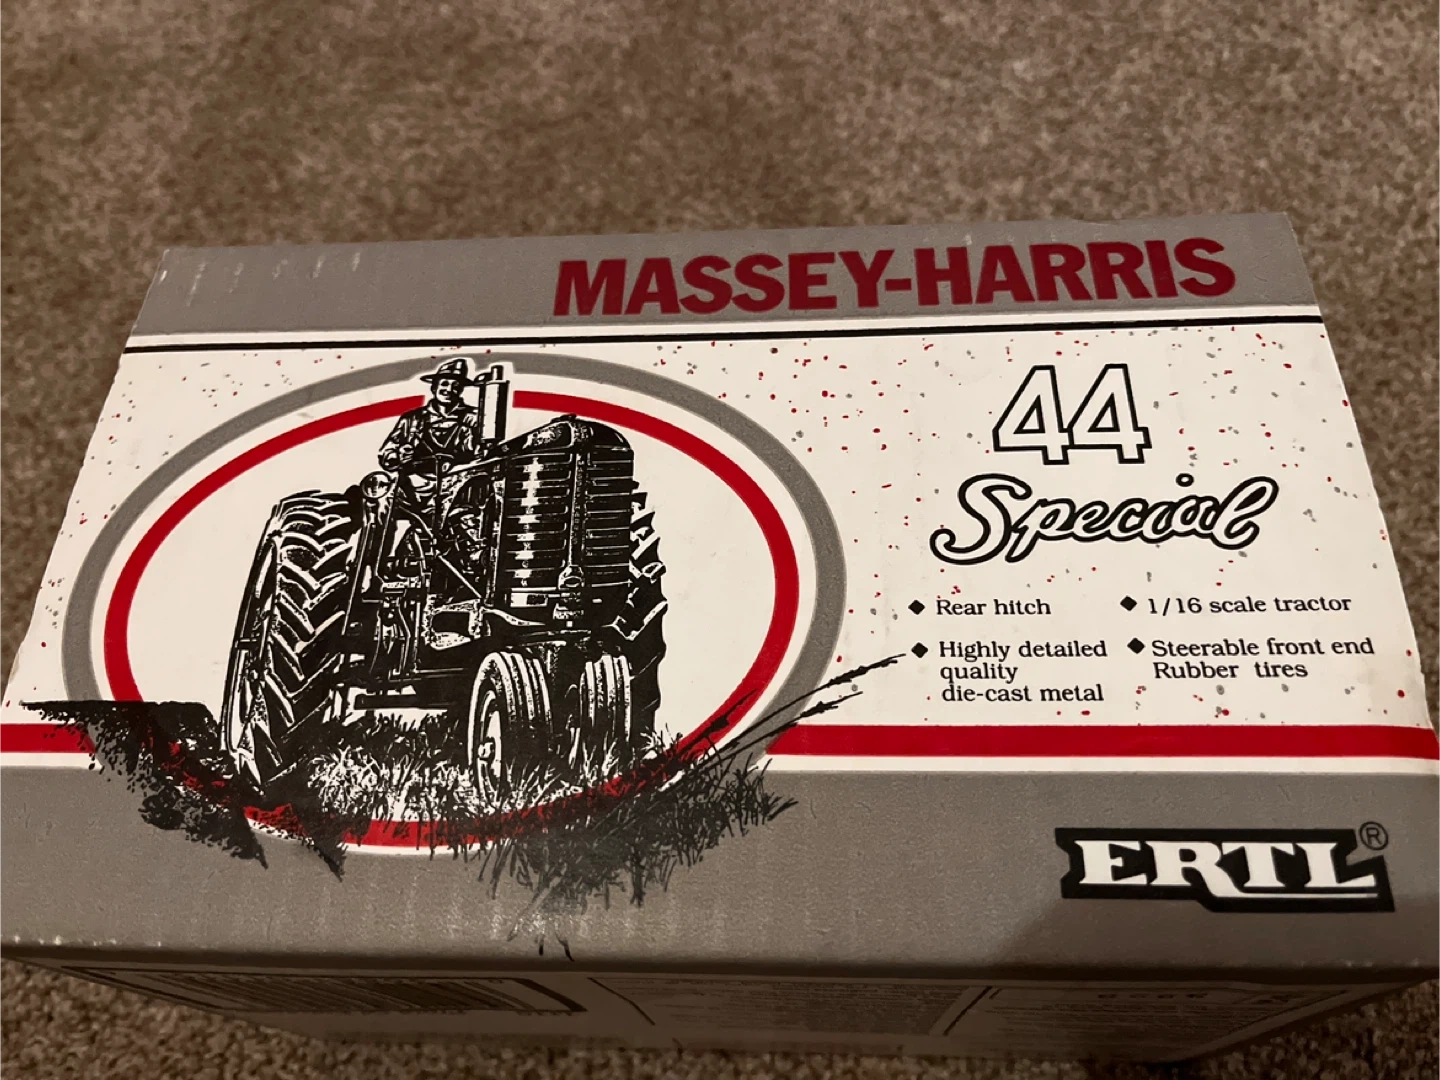 MASSEY-HARRIS
44
Special
◆ Rear hitch
◆ Highly detailed
quality
die-cast metal
◆ 1/16 scale tractor
◆ Steerable front end
Rubber tires
ERTL®